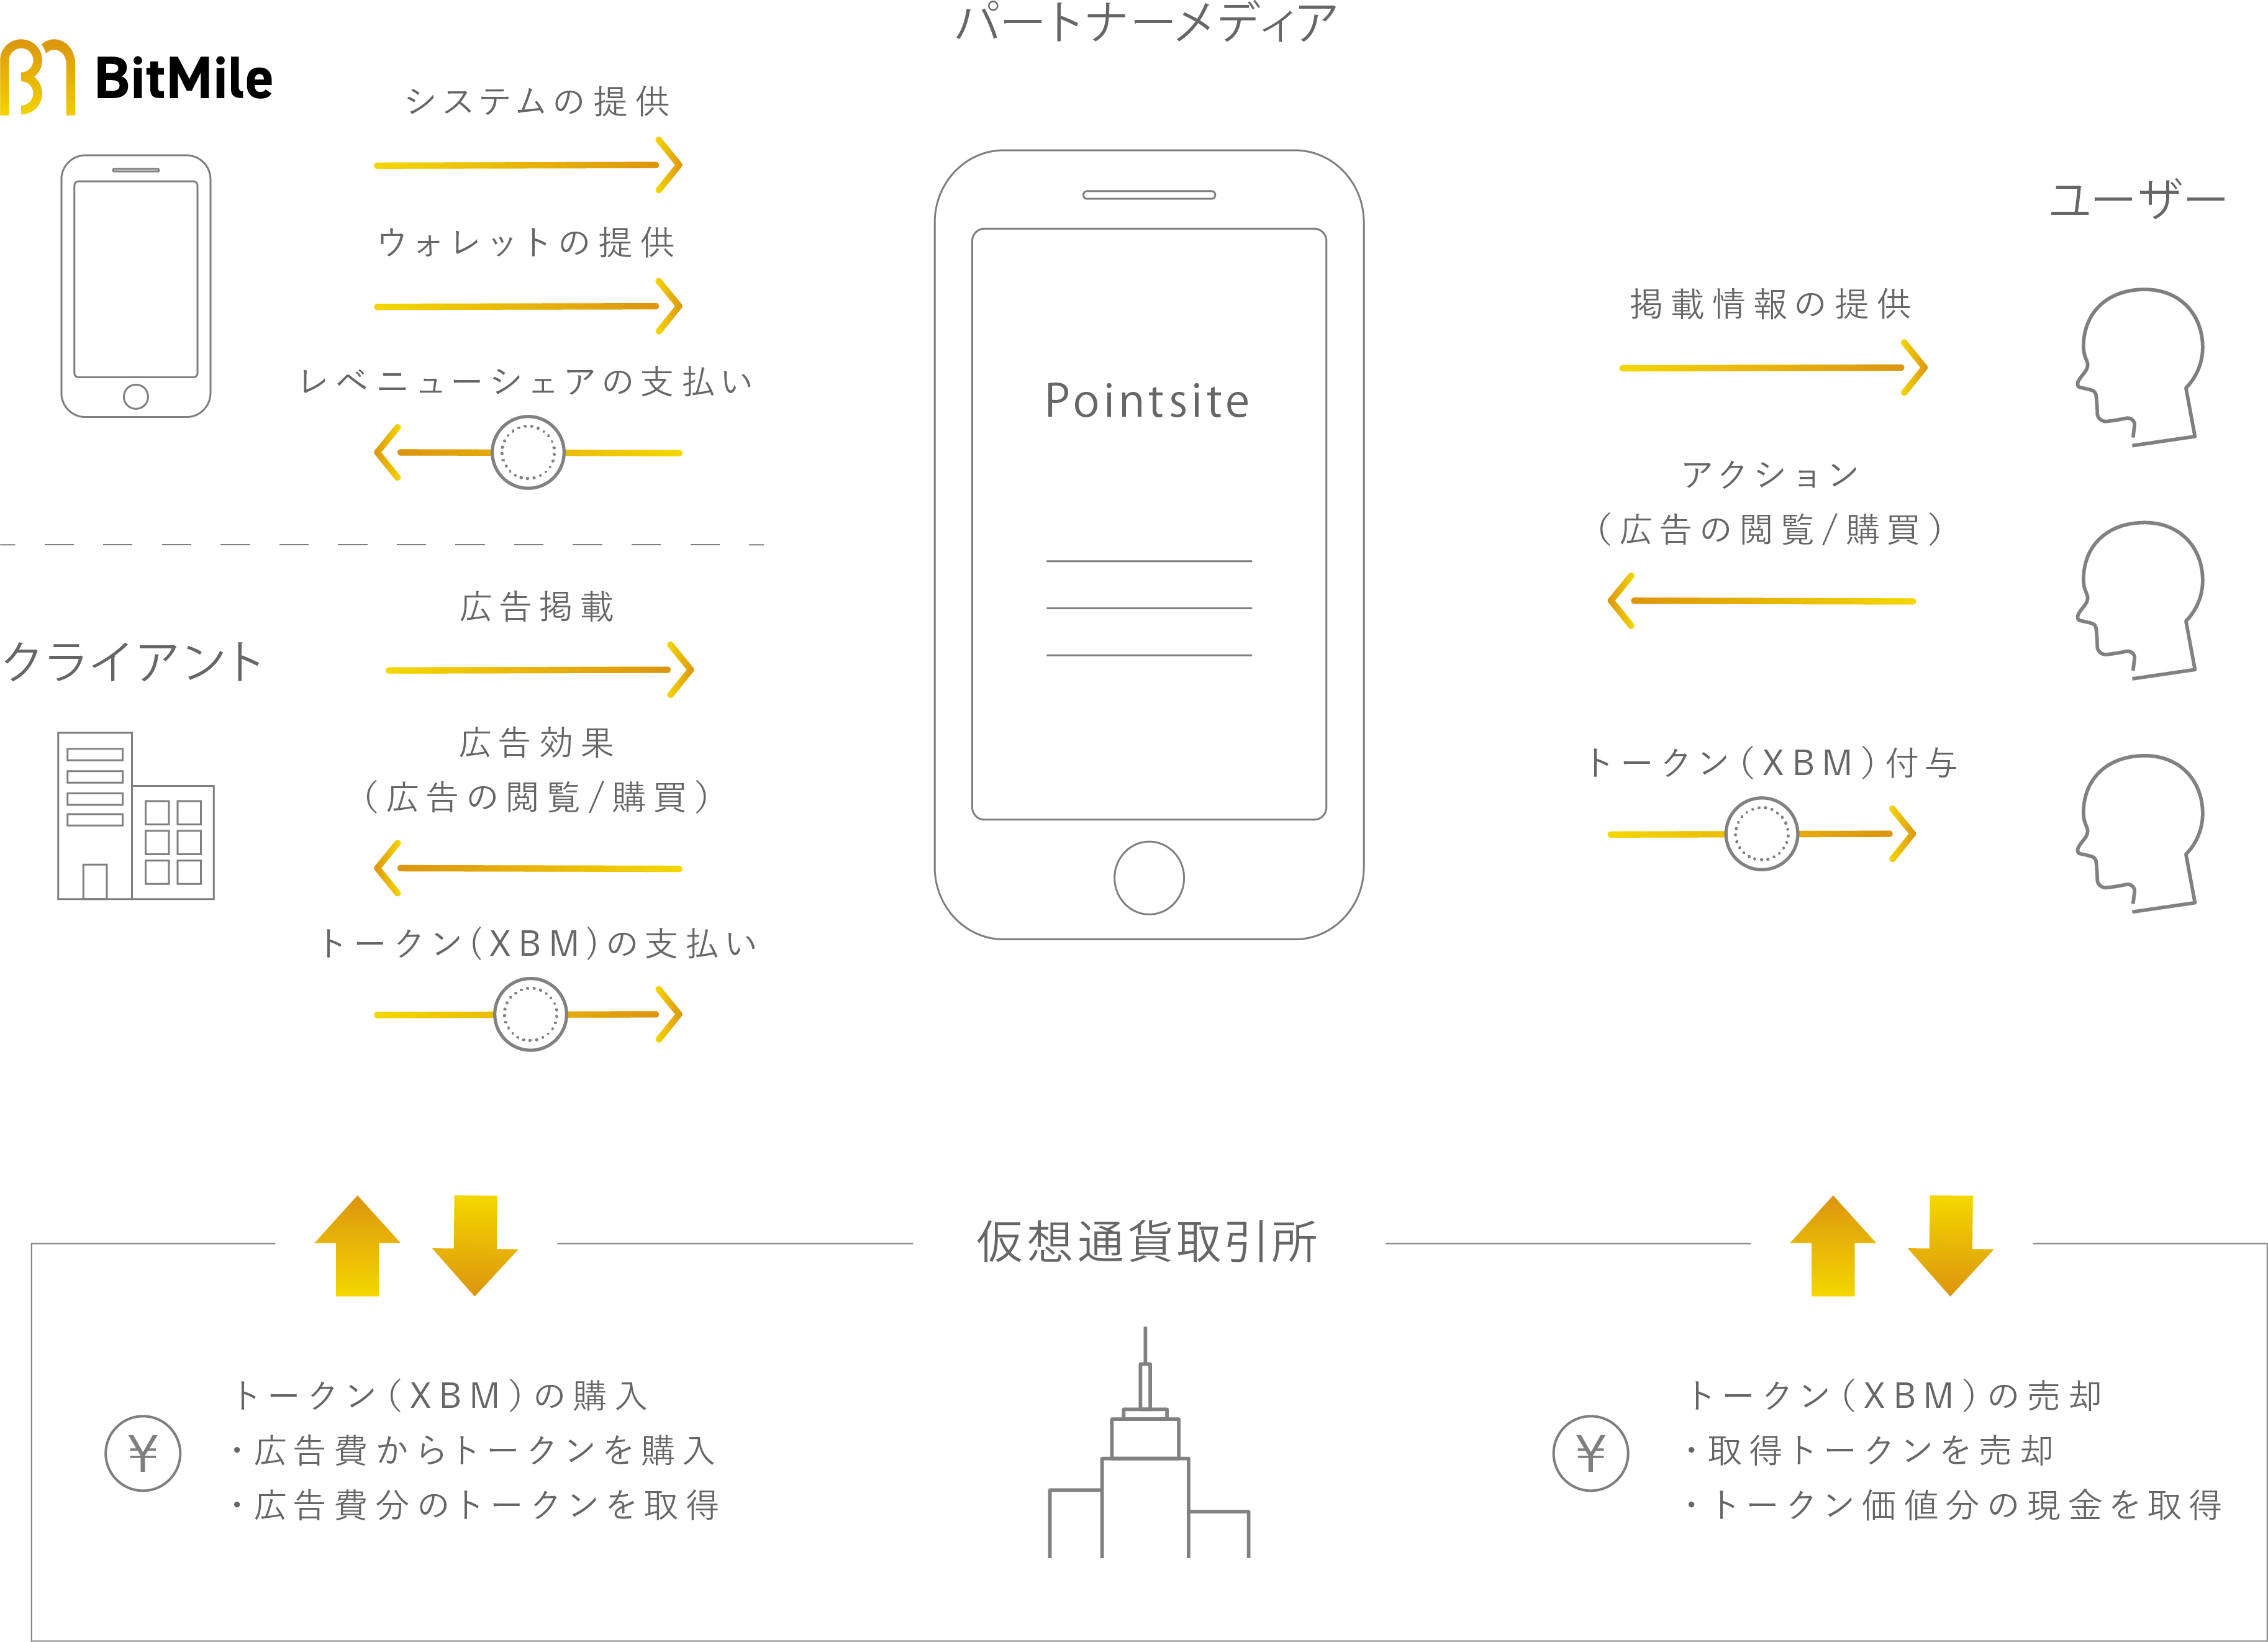 パートナーメディア
BitMile
システムの提供
ウォレットの提供
レベニューシェアの支払い
Pointsite
ユーザー
掲載情報の提供
アクション
（広告の閲覧/購買）
トークン（XBM）付与
クライアント
広告掲載
広告効果
（広告の閲覧/購買）
トークン（XBM）の支払い
仮想通貨取引所
¥
トークン（XBM）の購入
・広告費からトークンを購入
・広告費分のトークンを取得
¥
トークン（XBM）の売却
・取得トークンを売却
・トークン価値分の現金を取得